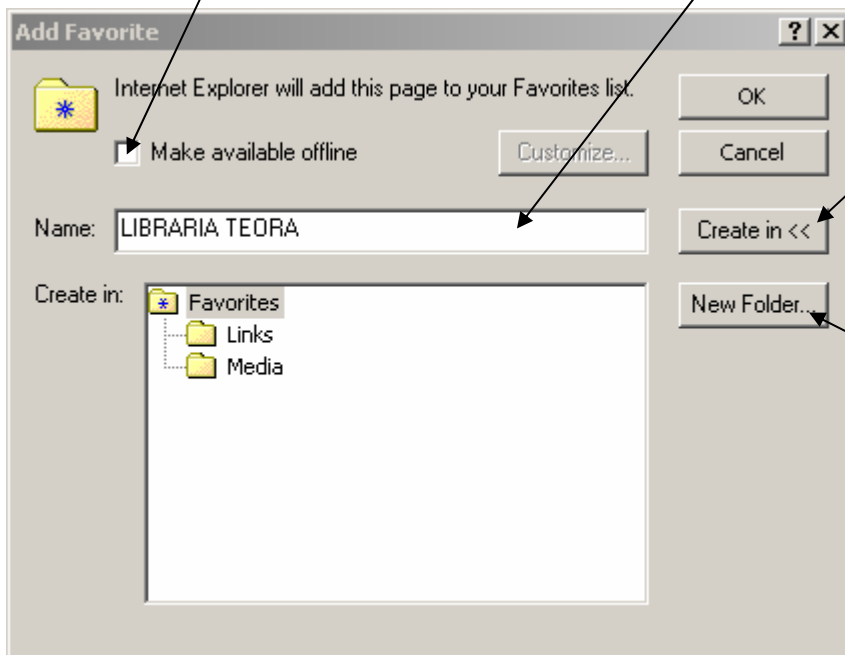 Add Favorite
Internet Explorer will add this page to your Favorites list.
OK
Make available offline
Customize...
Cancel
Name:
LIBRARIA TEORA
Create in <<
Create in:
Favorites
New Folder...
Links
Media